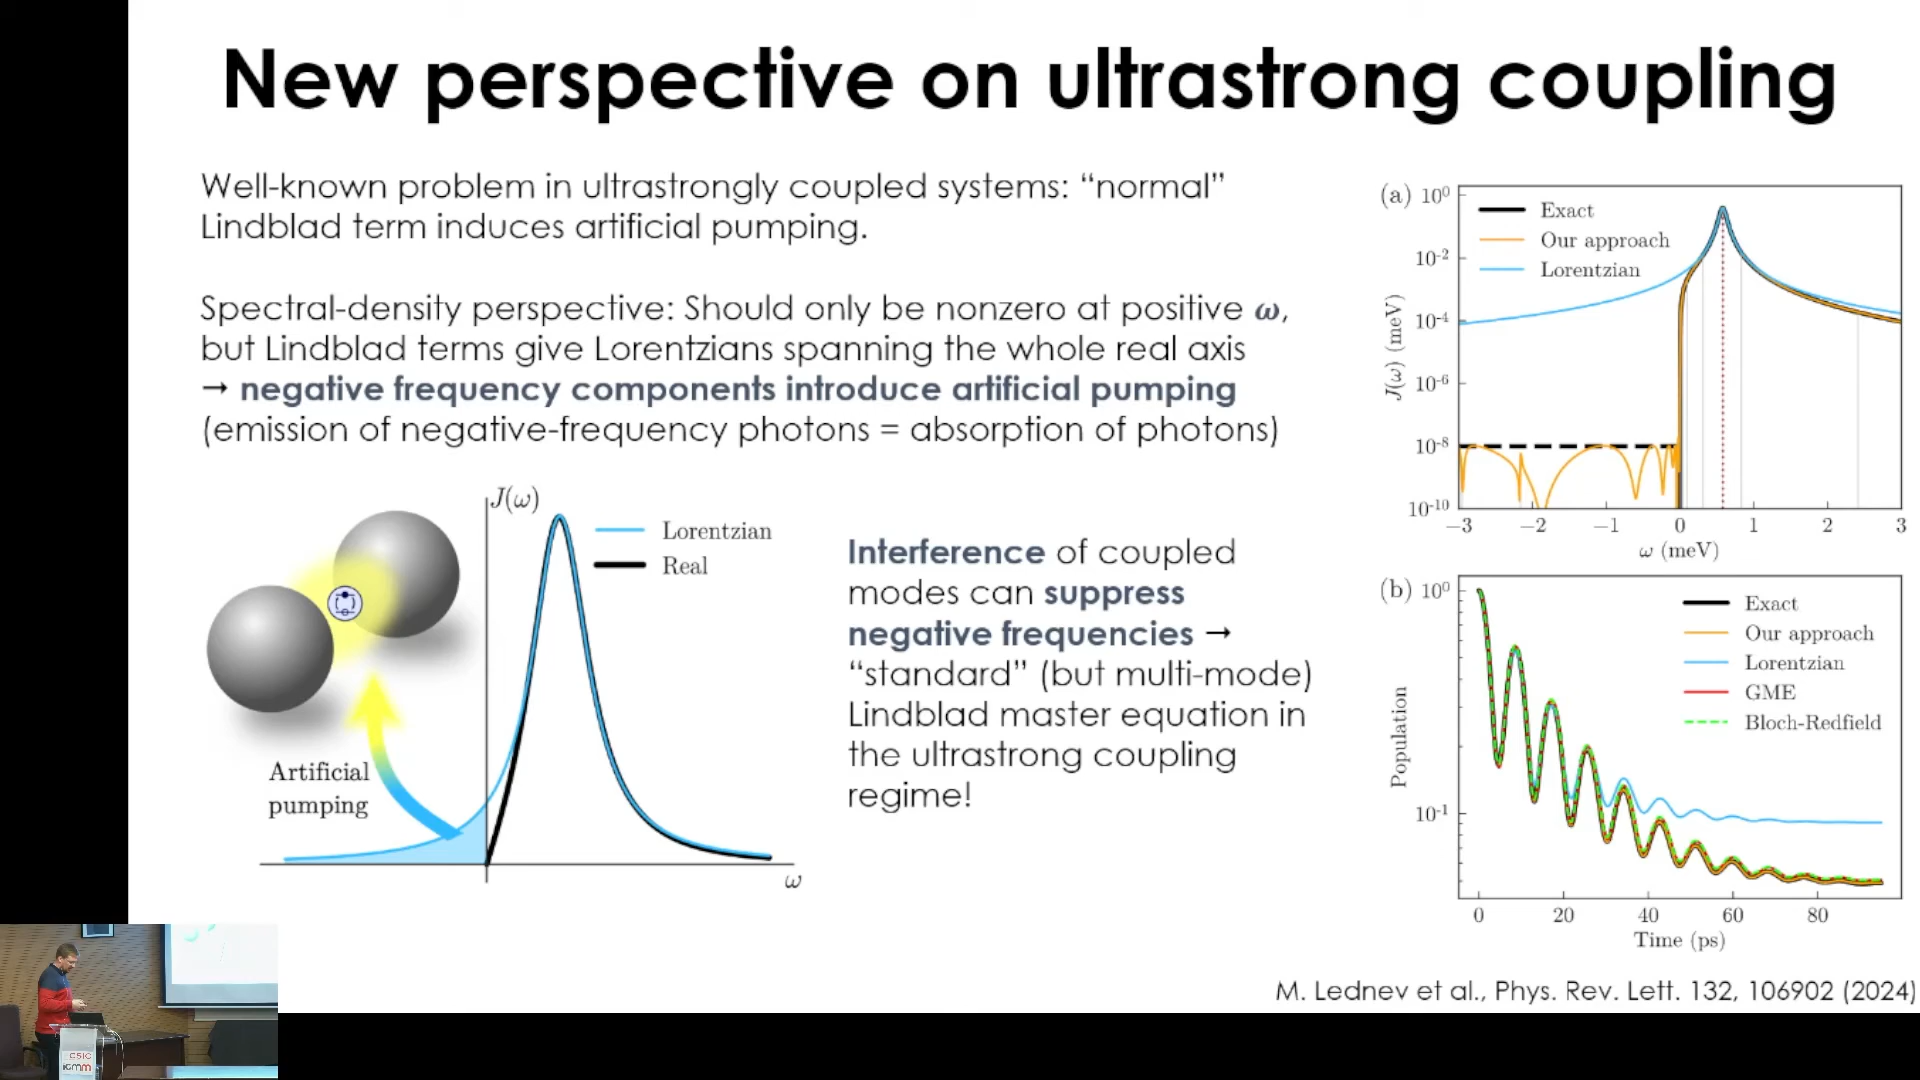 New perspective on ultrastrong coupling
Well-known problem in ultrastrongly coupled systems: “normal”
Lindblad term induces artificial pumping.
Spectral-density perspective: Should only be nonzero at positive ω,
but Lindblad terms give Lorentzians spanning the whole real axis
→ negative frequency components introduce artificial pumping
(emission of negative-frequency photons = absorption of photons)
J(ω)
Lorentzian
Real
Artificial
pumping
ω
Interference of coupled
modes can suppress
negative frequencies →
“standard” (but multi-mode)
Lindblad master equation in
the ultrastrong coupling
regime!
(a)
10⁰
10⁻²
10⁻⁴
10⁻⁶
10⁻⁸
10⁻¹⁰
J(ω) (meV)
Exact
Our approach
Lorentzian
−3 −2 −1 0 1 2 3
ω (meV)
(b)
10⁰
10⁻¹
Population
Exact
Our approach
Lorentzian
GME
Bloch-Redfield
0 20 40 60 80
Time (ps)
M. Lednev et al., Phys. Rev. Lett. 132, 106902 (2024)
CSIC